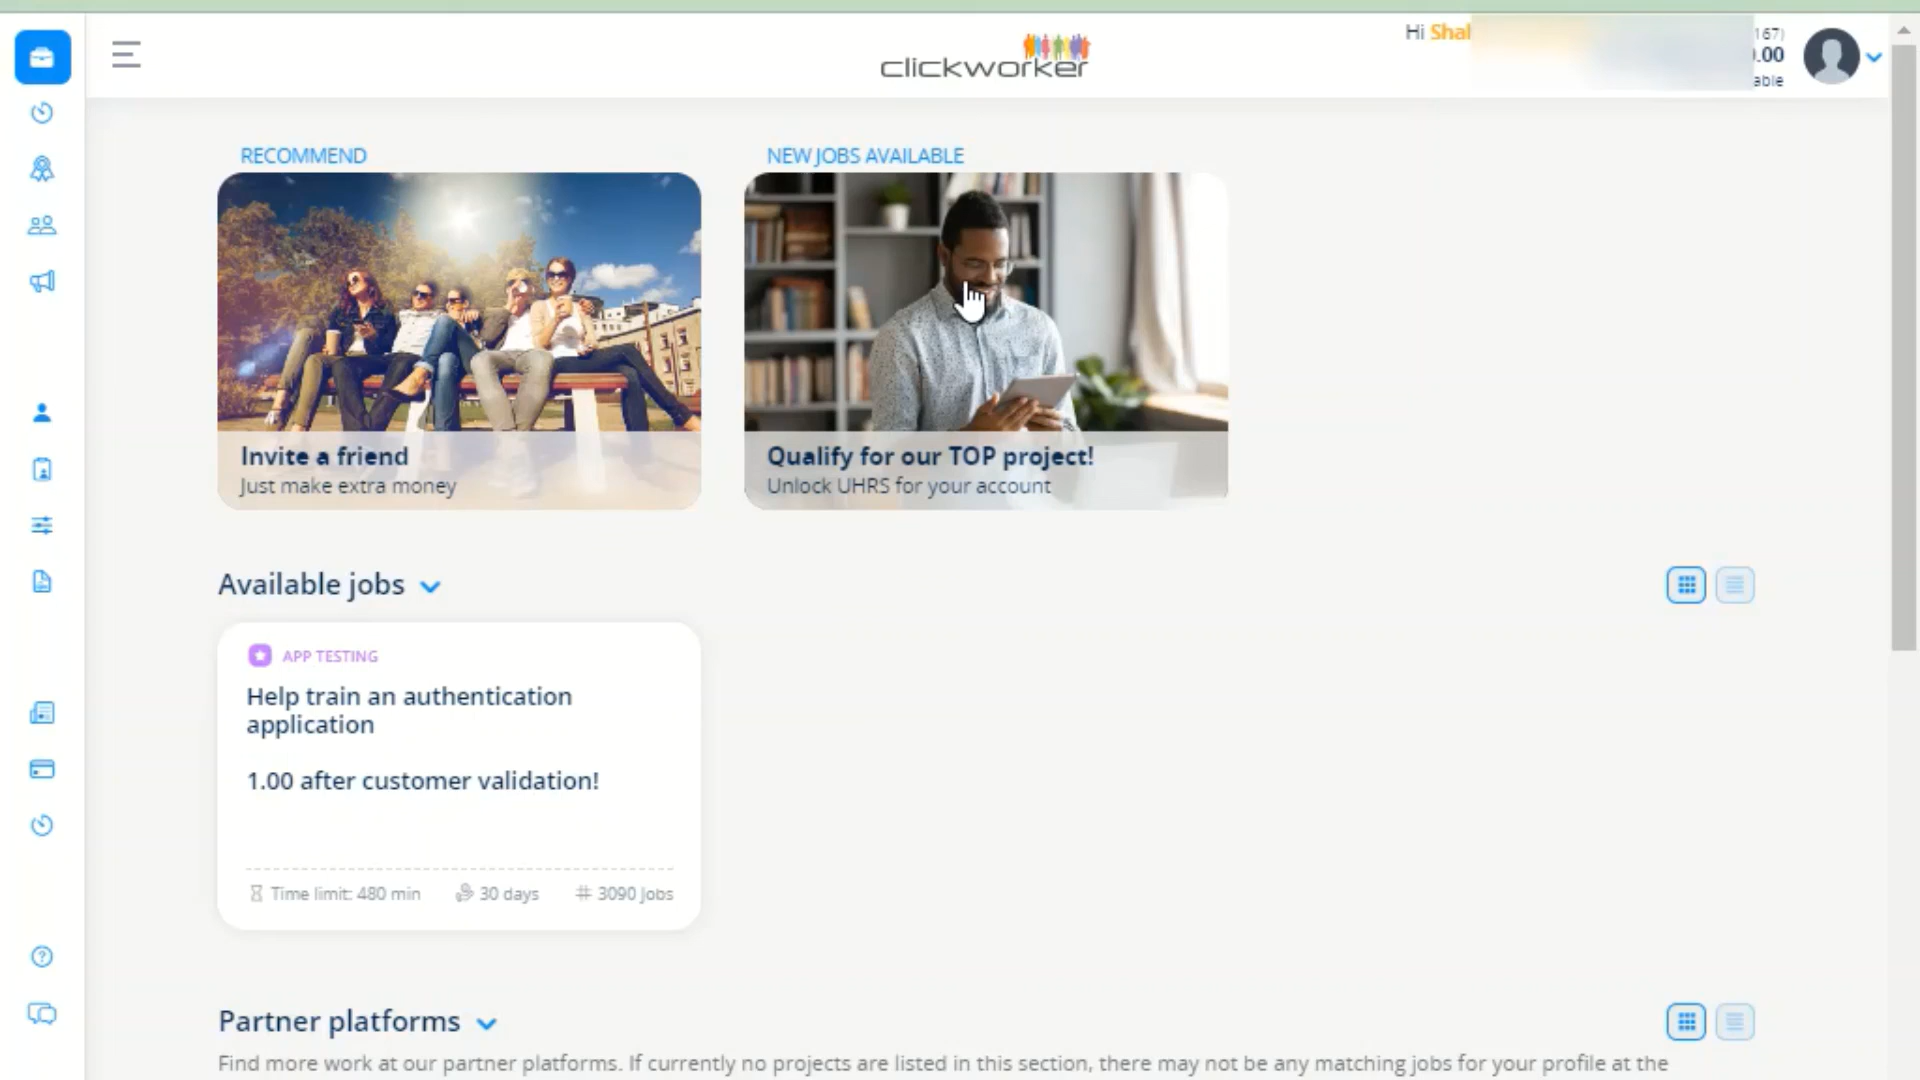 clickworker
Hi Shal
167)
.00
able
RECOMMEND
NEW JOBS AVAILABLE
Invite a friend
Just make extra money
Qualify for our TOP project!
Unlock UHRS for your account
Available jobs
APP TESTING
Help train an authentication
application
1.00 after customer validation!
Time limit: 480 min
30 days
# 3090 Jobs
Partner platforms
Find more work at our partner platforms. If currently no projects are listed in this section, there may not be any matching jobs for your profile at the